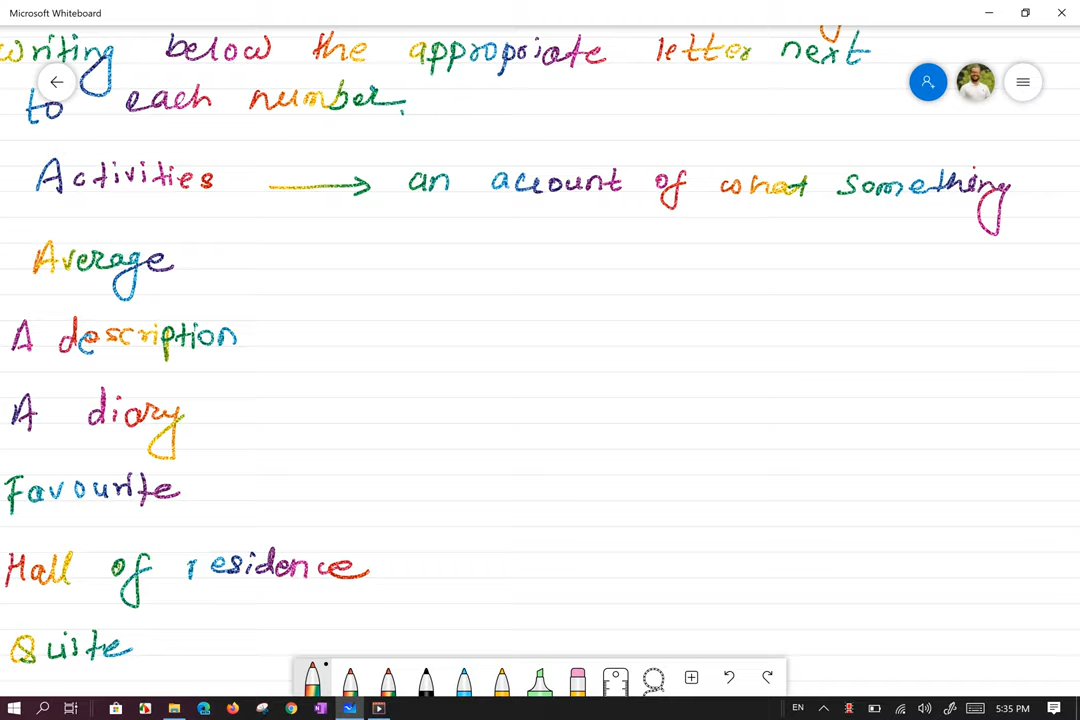 Microsoft Whiteboard
writing below the appropriate letter next
to each number.
Activities → an account of what something
Average
A description
A diary
Favourite
Hall of residence
Quite
EN 5:35 PM